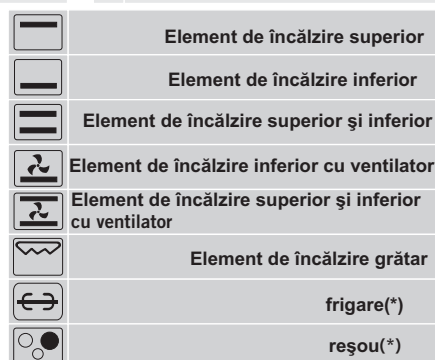 Element de încălzire superior
Element de încălzire inferior
Element de încălzire superior şi inferior
Element de încălzire inferior cu ventilator
Element de încălzire superior şi inferior
cu ventilator
Element de încălzire grătar
frigare(*)
reşou(*)